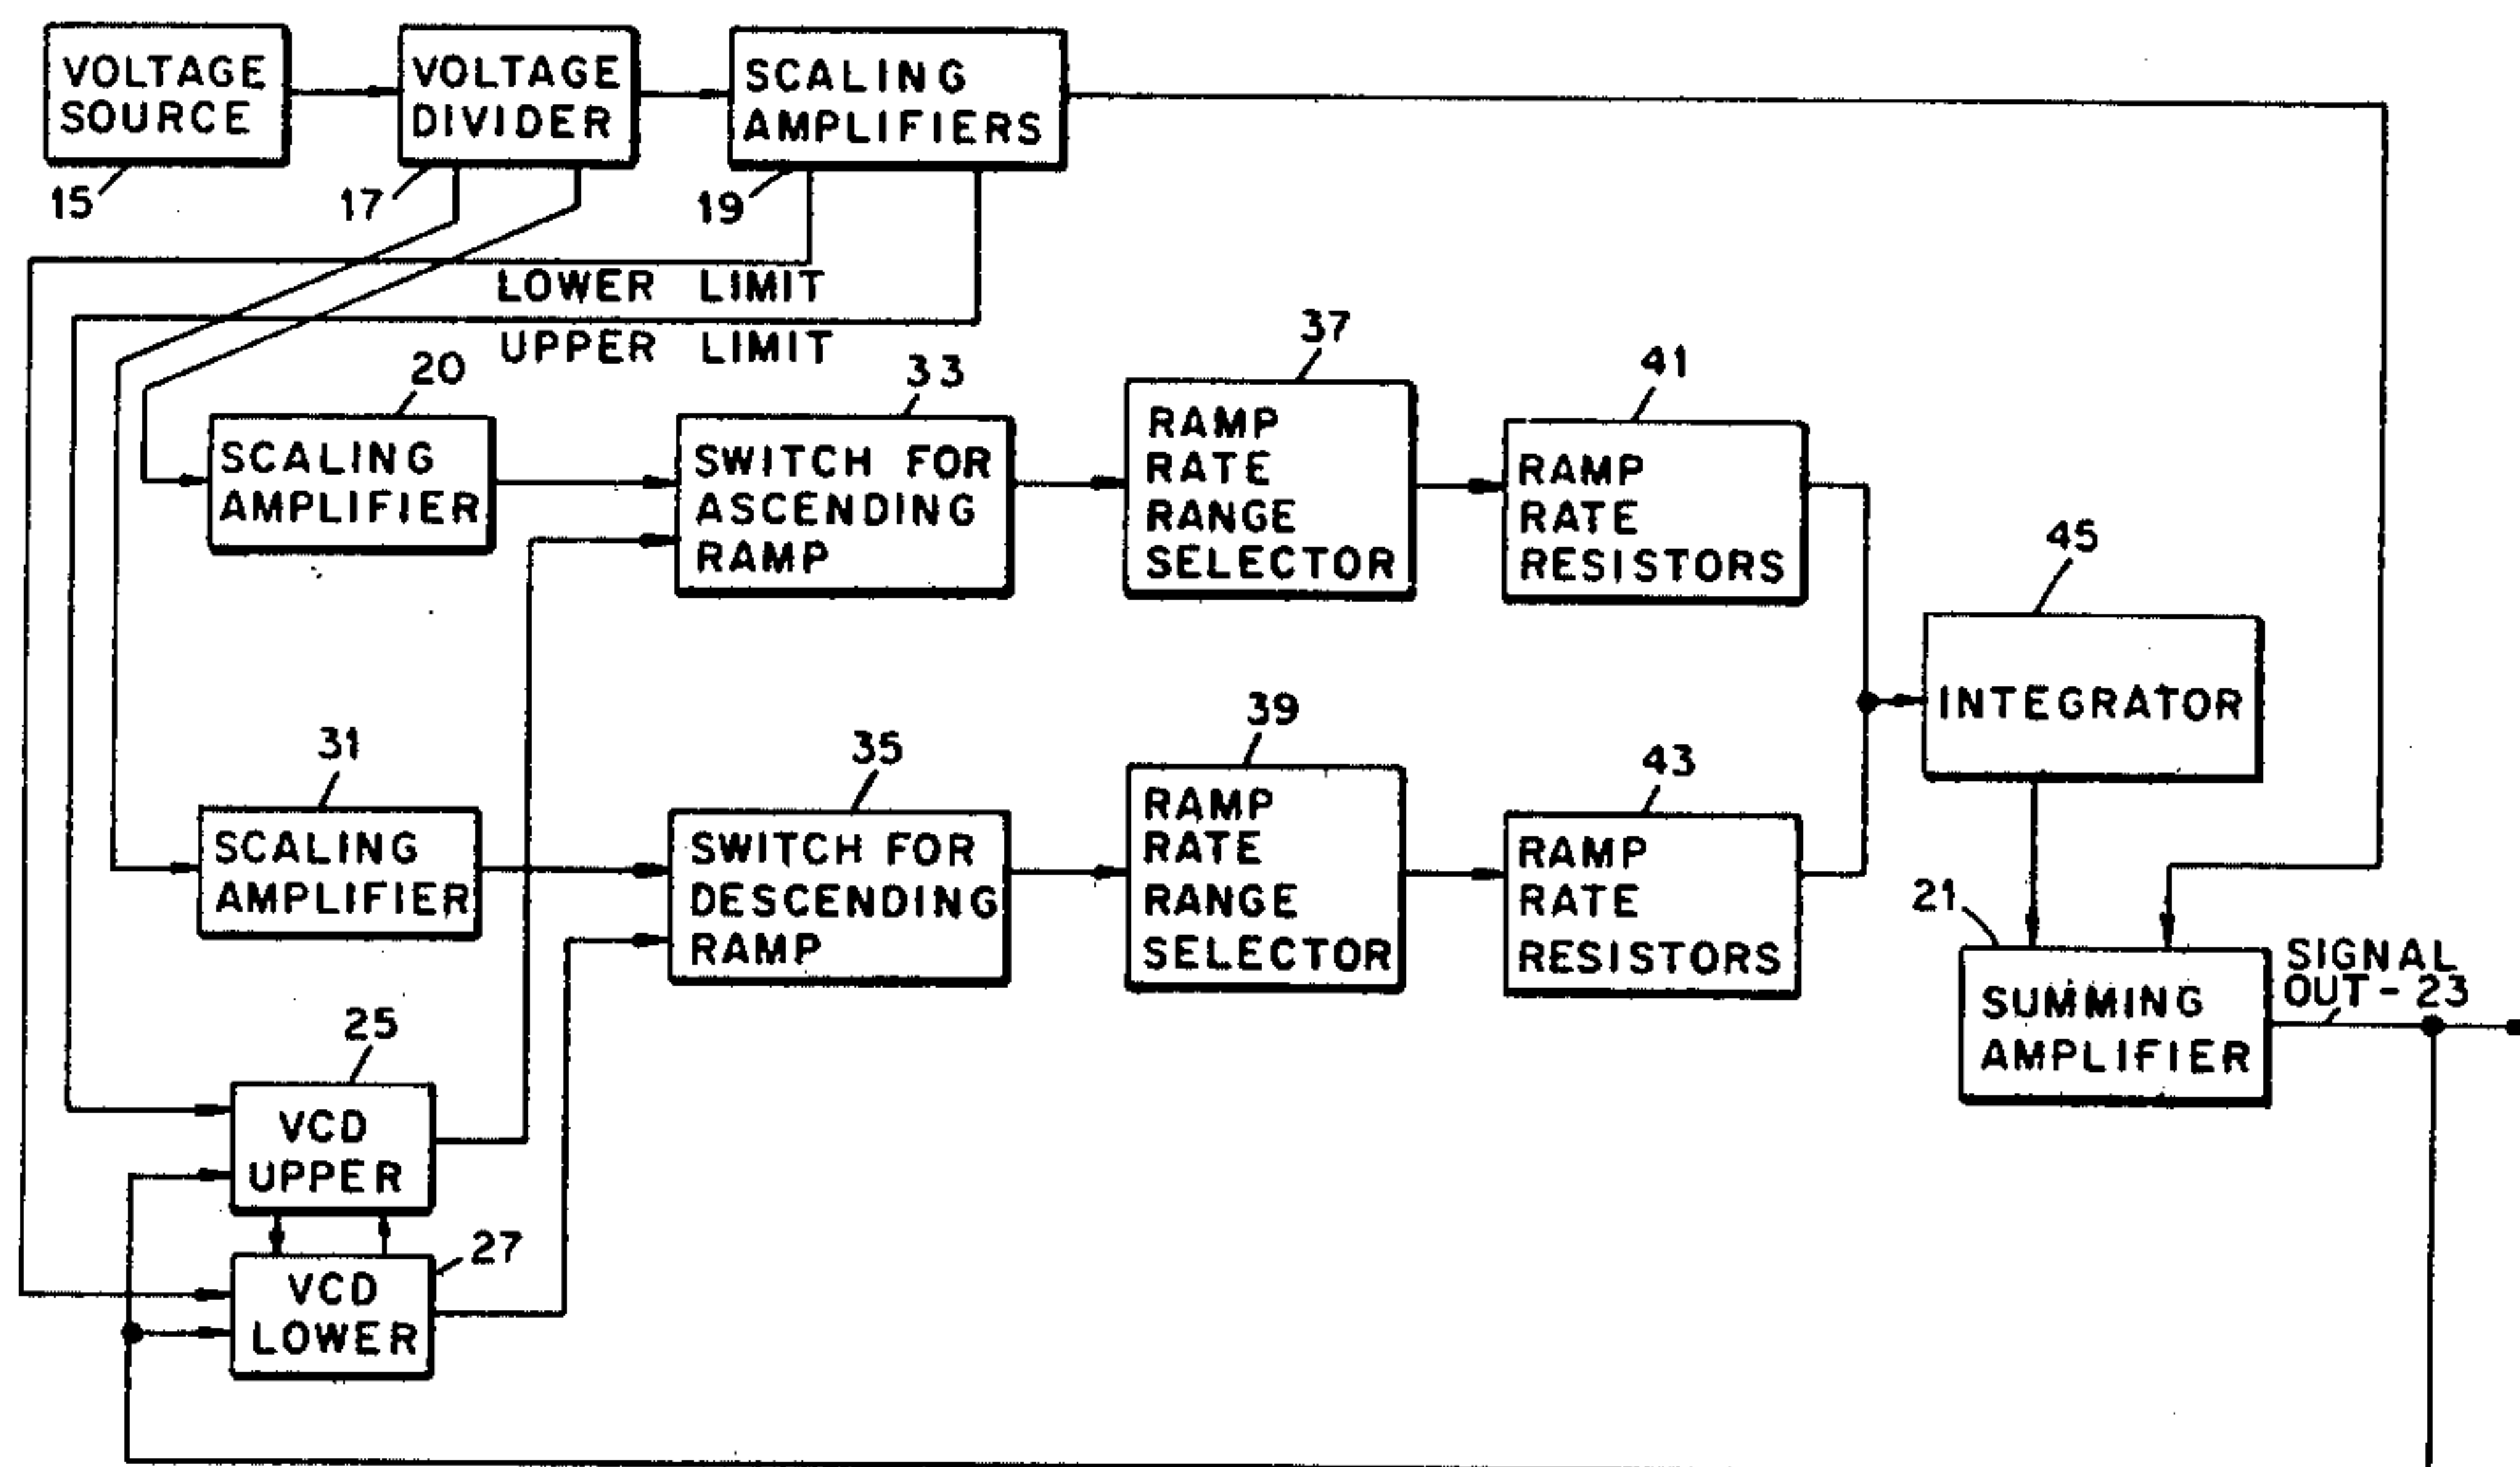 VOLTAGE
SOURCE
15
VOLTAGE
DIVIDER
17
SCALING
AMPLIFIERS
19
LOWER LIMIT
UPPER LIMIT
20
SCALING
AMPLIFIER
33
SWITCH FOR
ASCENDING
RAMP
37
RAMP
RATE
RANGE
SELECTOR
41
RAMP
RATE
RESISTORS
45
INTEGRATOR
31
SCALING
AMPLIFIER
35
SWITCH FOR
DESCENDING
RAMP
39
RAMP
RATE
RANGE
SELECTOR
43
RAMP
RATE
RESISTORS
21
SUMMING
AMPLIFIER
SIGNAL
OUT-23
25
VCD
UPPER
27
VCD
LOWER